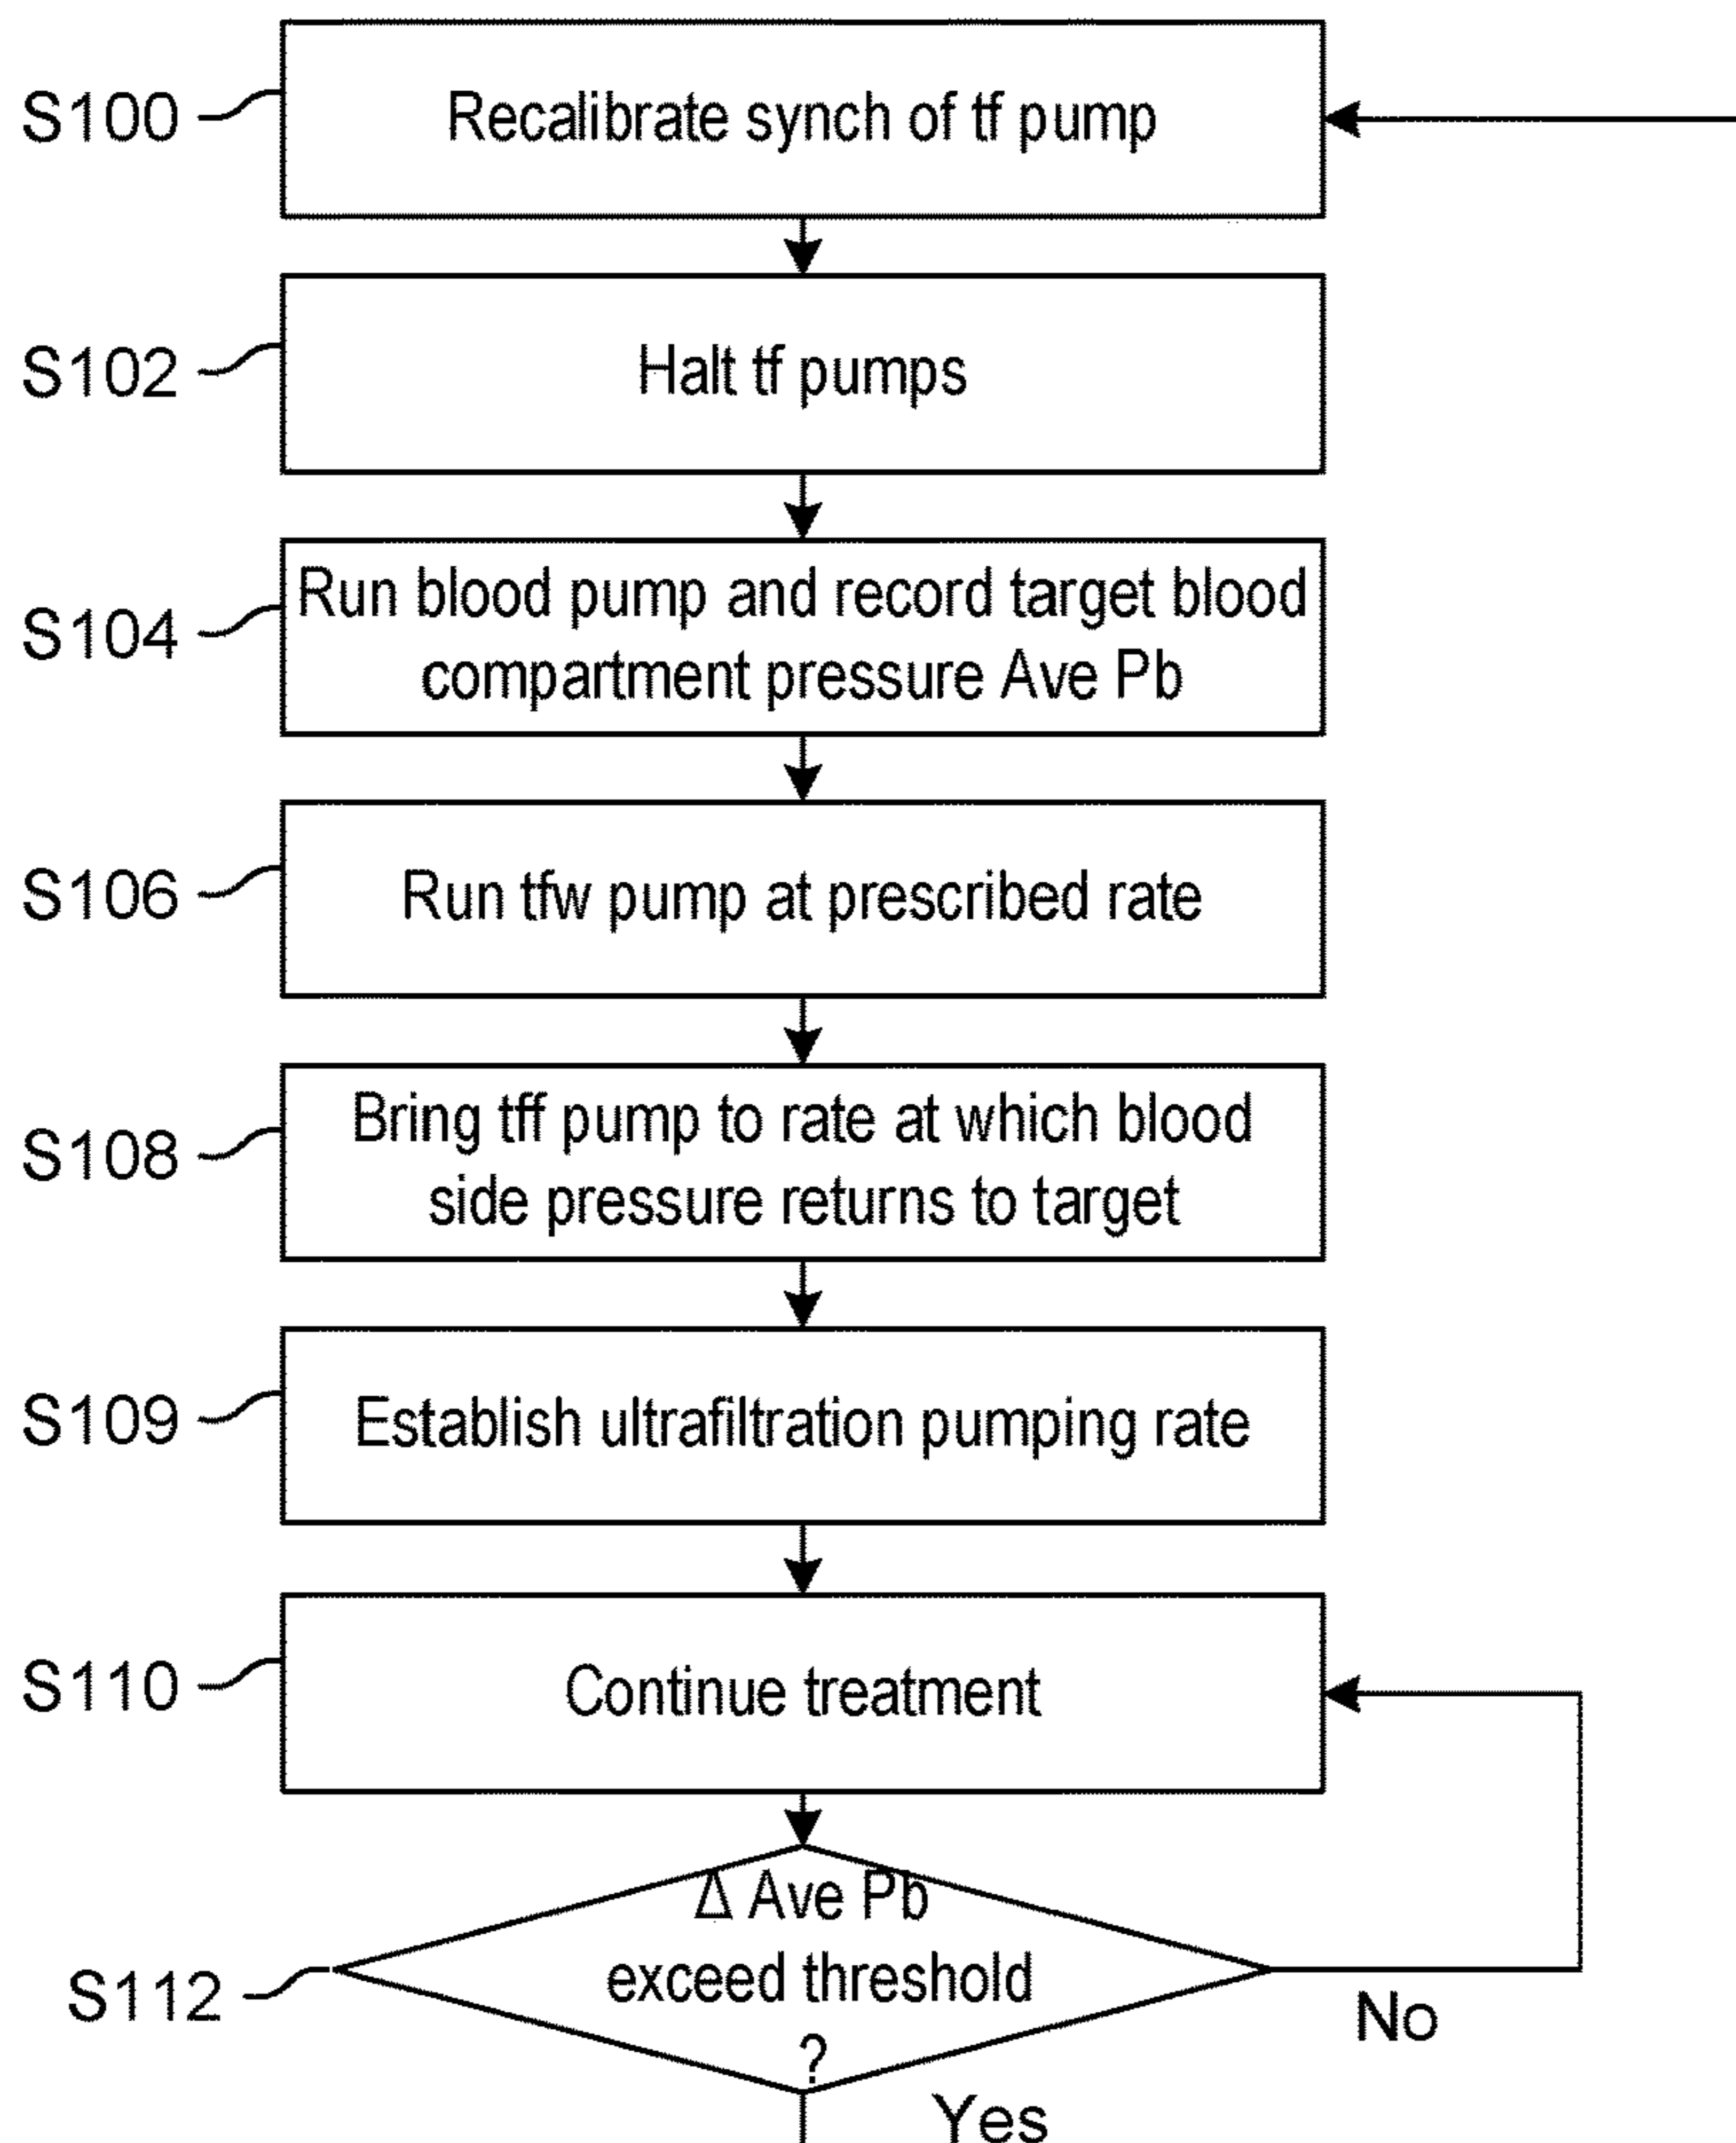 S100
Recalibrate synch of tf pump
S102
Halt tf pumps
S104
Run blood pump and record target blood
compartment pressure Ave Pb
S106
Run tfw pump at prescribed rate
S108
Bring tff pump to rate at which blood
side pressure returns to target
S109
Establish ultrafiltration pumping rate
S110
Continue treatment
S112
Δ Ave Pb
exceed threshold
?
No
Yes